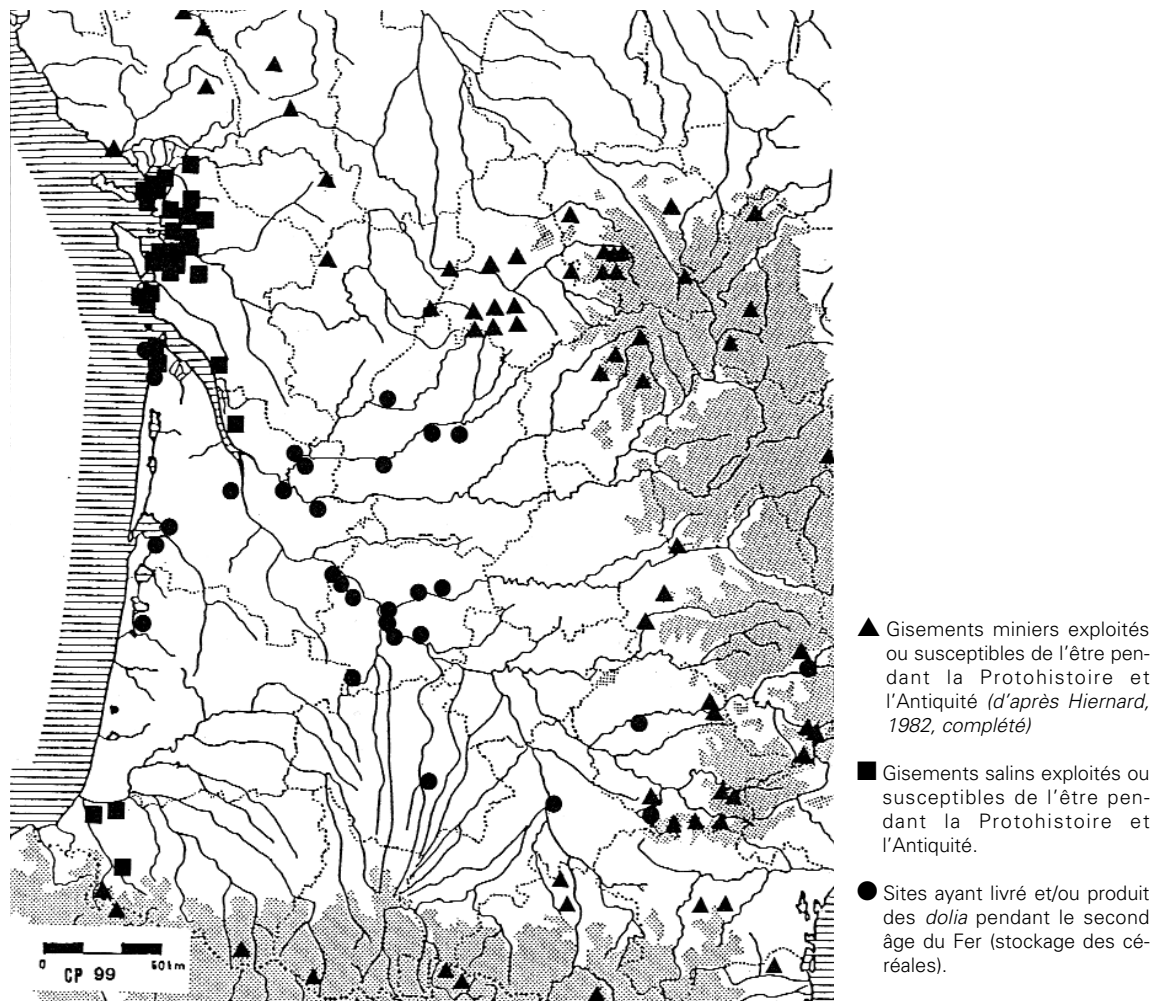 ▲ Gisements miniers exploités
ou susceptibles de l'être pen-
dant la Protohistoire et
l'Antiquité (d'après Hiernard,
1982, complété)
■ Gisements salins exploités ou
susceptibles de l'être pen-
dant la Protohistoire et
l'Antiquité.
● Sites ayant livré et/ou produit
des dolia pendant le second
âge du Fer (stockage des cé-
réales).
0 50km
CP 99